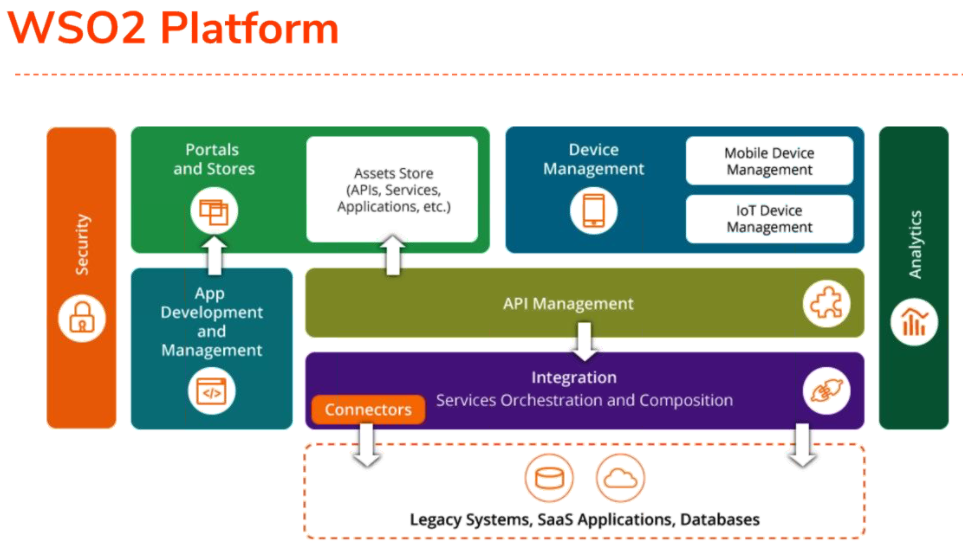 WSO2 Platform
Security
Portals
and Stores
Assets Store
(APIs, Services,
Applications, etc.)
Device
Management
Mobile Device
Management
IoT Device
Management
Analytics
App
Development
and
Management
</>
API Management
Integration
Services Orchestration and Composition
Connectors
Legacy Systems, SaaS Applications, Databases